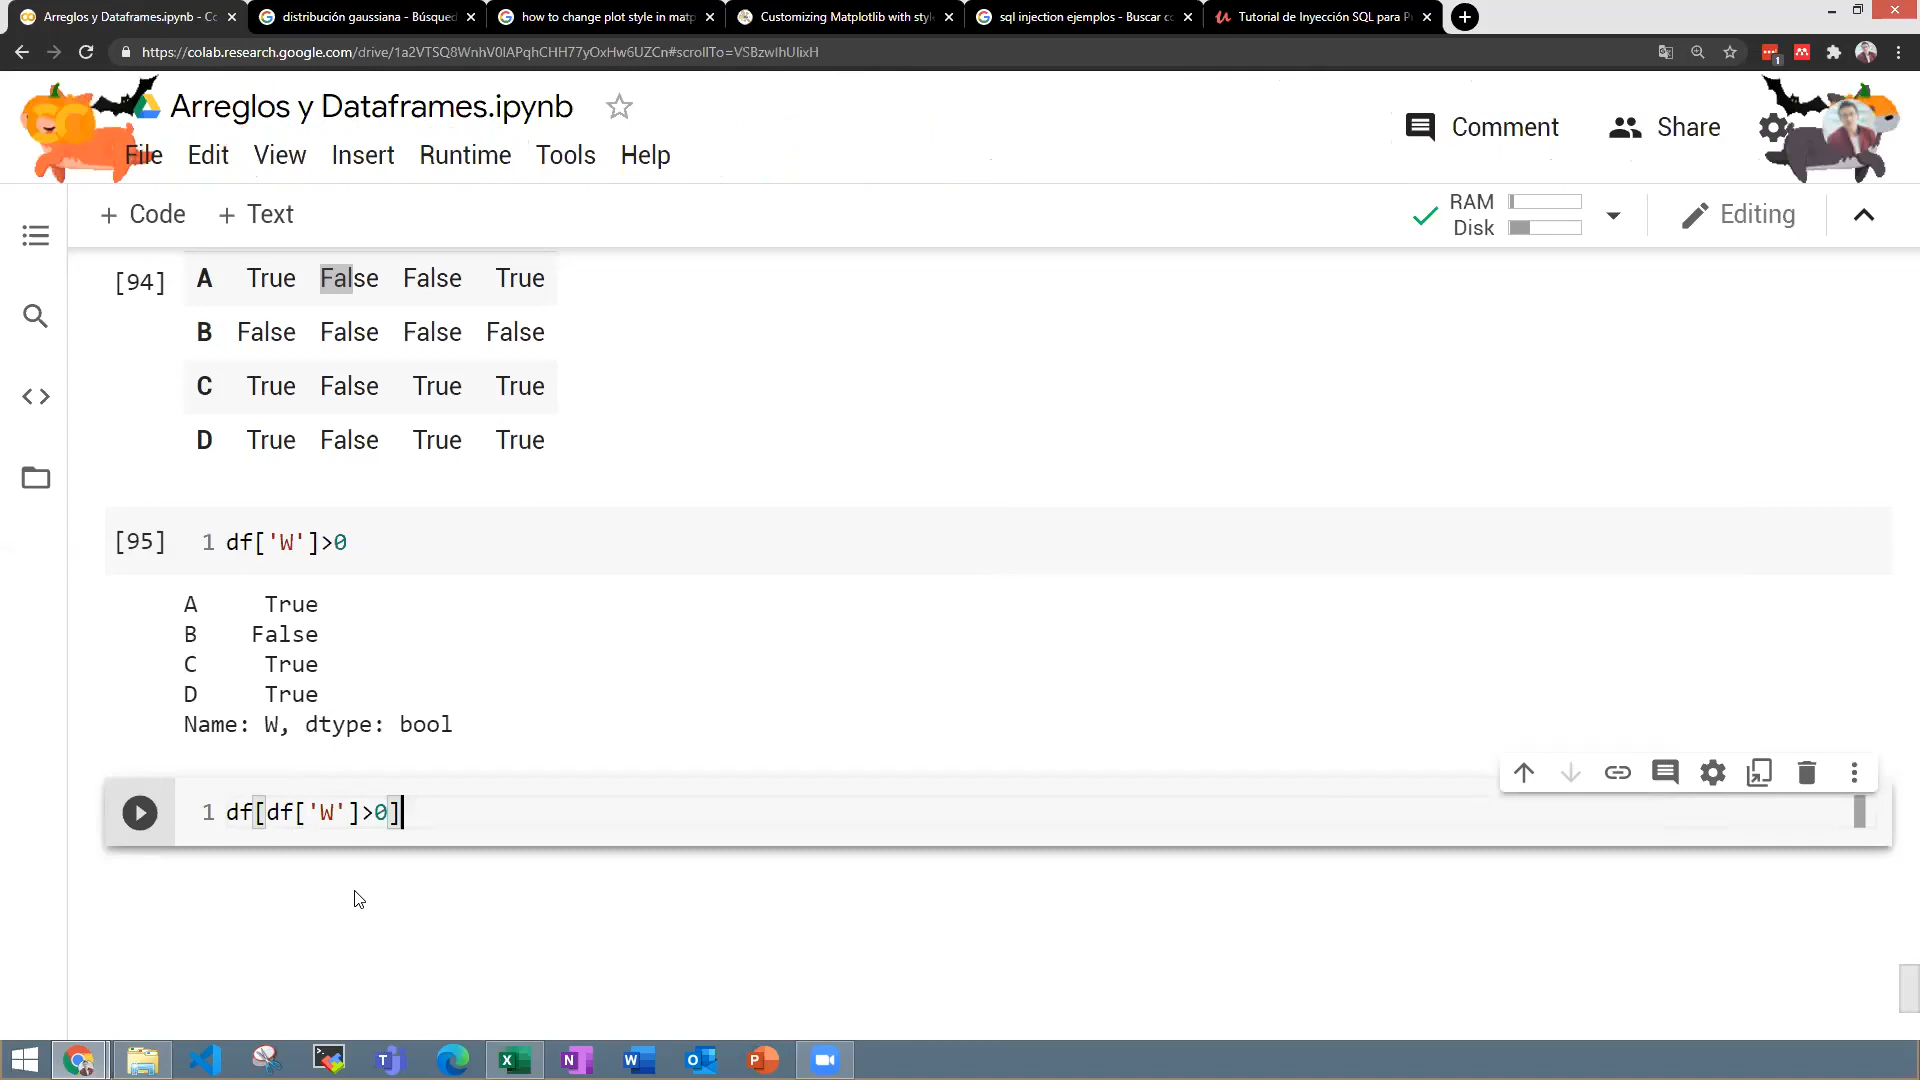 Arreglos y Dataframes.ipynb - Cc
distribución gaussiana - Búsqued
how to change plot style in matp
Customizing Matplotlib with styl
sql injection ejemplos - Buscar cc
Tutorial de Inyección SQL para P
https://colab.research.google.com/drive/1a2VTSQ8WnhV0lAPqhCHH77yOxHw6UZCn#scrollTo=VSBzwIhUlixH
1
Arreglos y Dataframes.ipynb
File Edit View Insert Runtime Tools Help
Comment
Share
+ Code + Text
RAM
Disk
Editing
[94]
A True False False True
B False False False False
C True False True True
D True False True True
[95] 1 df['W']>0
A True
B False
C True
D True
Name: W, dtype: bool
1 df[df['W']>0]